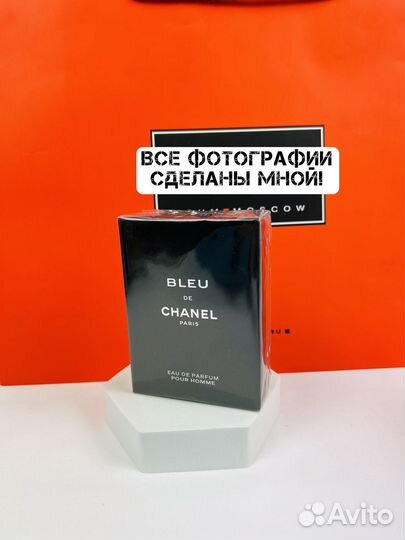 ВСЕ ФОТОГРАФИИ
СДЕЛАНЫ МНОЙ!
BLEU
DE
CHANEL
PARIS
EAU DE PARFUM
POUR HOMME
Avito